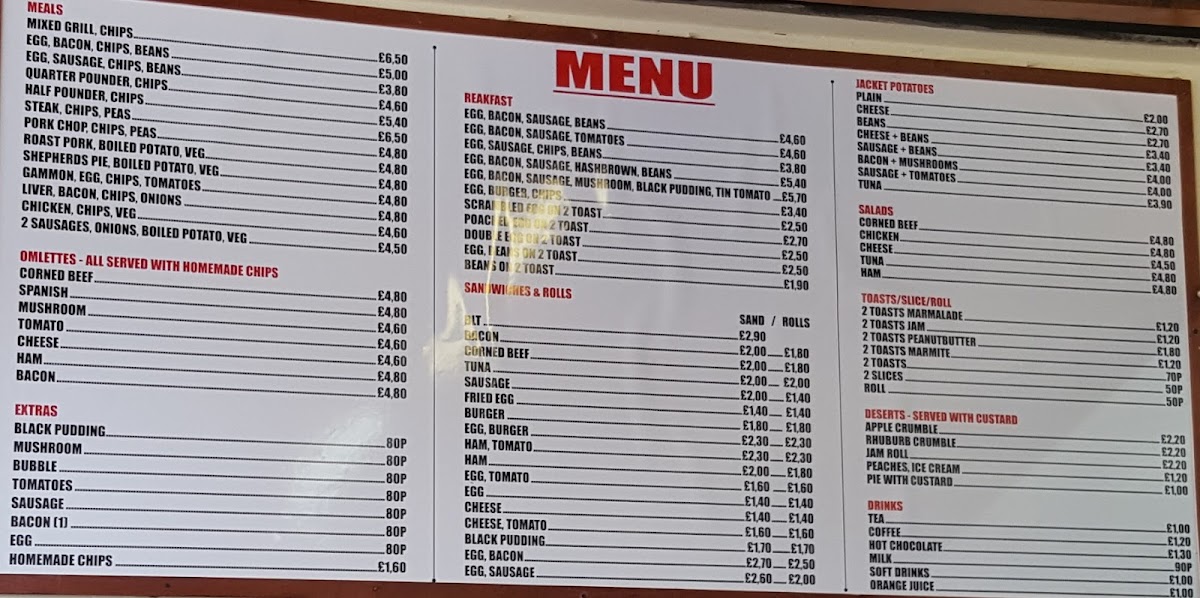 MEALS
MIXED GRILL, CHIPS £6,50
EGG, BACON, CHIPS, BEANS £5,00
EGG, SAUSAGE, CHIPS, BEANS £3,80
QUARTER POUNDER, CHIPS £4,60
HALF POUNDER, CHIPS £5,40
STEAK, CHIPS, PEAS £6,50
PORK CHOP, CHIPS, PEAS £4,80
ROAST PORK, BOILED POTATO, VEG £4,80
SHEPHERDS PIE, BOILED POTATO, VEG £4,80
GAMMON, EGG, CHIPS, TOMATOES £4,80
LIVER, BACON, CHIPS, ONIONS £4,80
CHICKEN, CHIPS, VEG £4,60
2 SAUSAGES, ONIONS, BOILED POTATO, VEG £4,50
OMLETTES - ALL SERVED WITH HOMEMADE CHIPS
CORNED BEEF £4,80
SPANISH £4,80
MUSHROOM £4,60
TOMATO £4,60
CHEESE £4,60
HAM £4,80
BACON £4,80
EXTRAS
BLACK PUDDING 80P
MUSHROOM 80P
BUBBLE 80P
TOMATOES 80P
SAUSAGE 80P
BACON (1) 80P
EGG 80P
HOMEMADE CHIPS £1,60
MENU
REAKFAST
EGG, BACON, SAUSAGE, BEANS £4,60
EGG, BACON, SAUSAGE, TOMATOES £4,60
EGG, SAUSAGE, CHIPS, BEANS £3,80
EGG, BACON, SAUSAGE, HASHBROWN, BEANS £5,40
EGG, BACON, SAUSAGE, MUSHROOM, BLACK PUDDING, TIN TOMATO £5,70
EGG, BURGER, CHIPS £3,40
SCRAMBLED EGG ON 2 TOAST £2,50
POACHED EGG ON 2 TOAST £2,70
DOUBLE EGG ON 2 TOAST £2,50
EGG, BEANS ON 2 TOAST £2,50
BEANS ON 2 TOAST £1,90
SANDWICHES & ROLLS
SAND / ROLLS
BLT £2,90
BACON £2,00 £1,80
CORNED BEEF £2,00 £1,80
TUNA £2,00 £2,00
SAUSAGE £2,00 £1,40
FRIED EGG £1,40 £1,40
BURGER £1,80 £1,80
EGG, BURGER £2,30 £2,30
HAM, TOMATO £2,30 £2,30
HAM £2,00 £1,80
EGG, TOMATO £1,60 £1,60
EGG £1,40 £1,40
CHEESE £1,40 £1,40
CHEESE, TOMATO £1,60 £1,60
BLACK PUDDING £1,70 £1,70
EGG, BACON £2,70 £2,50
EGG, SAUSAGE £2,60 £2,00
JACKET POTATOES
PLAIN £2,00
CHEESE £2,70
BEANS £2,70
CHEESE + BEANS £3,40
SAUSAGE + BEANS £3,40
BACON + MUSHROOMS £4,00
SAUSAGE + TOMATOES £4,00
TUNA £3,90
SALADS
CORNED BEEF £4,80
CHICKEN £4,80
CHEESE £4,50
TUNA £4,80
HAM £4,80
TOASTS/SLICE/ROLL
2 TOASTS MARMALADE £1,20
2 TOASTS JAM £1,20
2 TOASTS PEANUTBUTTER £1,80
2 TOASTS MARMITE £1,20
2 TOASTS 70P
2 SLICES 50P
ROLL 50P
DESERTS - SERVED WITH CUSTARD
APPLE CRUMBLE £2,20
RHUBURB CRUMBLE £2,20
JAM ROLL £2,20
PEACHES, ICE CREAM £1,20
PIE WITH CUSTARD £1,00
DRINKS
TEA £1,00
COFFEE £1,20
HOT CHOCOLATE £1,30
MILK 90P
SOFT DRINKS £1,00
ORANGE JUICE £1,00